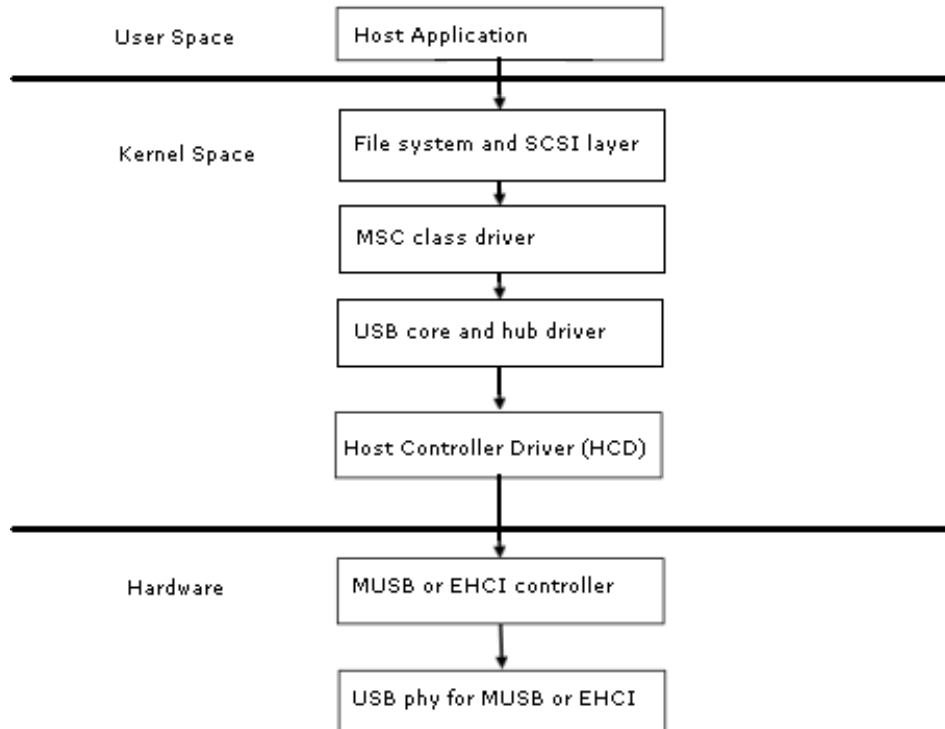 User Space
Host Application
Kernel Space
File system and SCSI layer
MSC class driver
USB core and hub driver
Host Controller Driver (HCD)
Hardware
MUSB or EHCI controller
USB phy for MUSB or EHCI